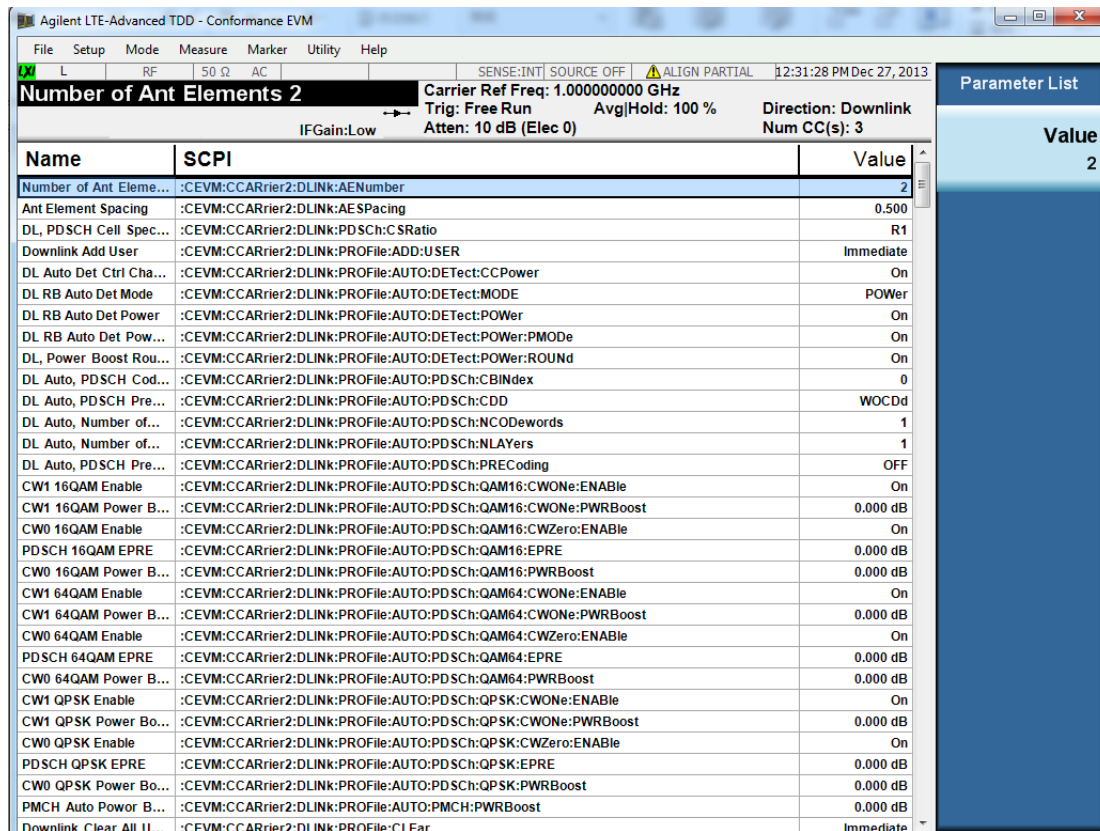 Agilent LTE-Advanced TDD - Conformance EVM
File Setup Mode Measure Marker Utility Help
LXI L RF 50 Ω AC SENSE:INT SOURCE OFF ALIGN PARTIAL 12:31:28 PM Dec 27, 2013
Number of Ant Elements 2
Carrier Ref Freq: 1.000000000 GHz
Trig: Free Run Avg|Hold: 100 % Direction: Downlink
IFGain:Low Atten: 10 dB (Elec 0) Num CC(s): 3
Parameter List
Value
2
Name SCPI Value
Number of Ant Eleme... :CEVM:CCARrier2:DLINk:AENumber 2
Ant Element Spacing :CEVM:CCARrier2:DLINk:AESPacing 0.500
DL, PDSCH Cell Spec... :CEVM:CCARrier2:DLINk:PDSCh:CSRatio R1
Downlink Add User :CEVM:CCARrier2:DLINk:PROFile:ADD:USER Immediate
DL Auto Det Ctrl Cha... :CEVM:CCARrier2:DLINk:PROFile:AUTO:DETect:CCPower On
DL RB Auto Det Mode :CEVM:CCARrier2:DLINk:PROFile:AUTO:DETect:MODE POWer
DL RB Auto Det Power :CEVM:CCARrier2:DLINk:PROFile:AUTO:DETect:POWer On
DL RB Auto Det Pow... :CEVM:CCARrier2:DLINk:PROFile:AUTO:DETect:POWer:PMODe On
DL, Power Boost Rou... :CEVM:CCARrier2:DLINk:PROFile:AUTO:DETect:POWer:ROUNd On
DL Auto, PDSCH Cod... :CEVM:CCARrier2:DLINk:PROFile:AUTO:PDSCh:CBINdex 0
DL Auto, PDSCH Pre... :CEVM:CCARrier2:DLINk:PROFile:AUTO:PDSCh:CDD WOCDd
DL Auto, Number of... :CEVM:CCARrier2:DLINk:PROFile:AUTO:PDSCh:NCODewords 1
DL Auto, Number of... :CEVM:CCARrier2:DLINk:PROFile:AUTO:PDSCh:NLAYers 1
DL Auto, PDSCH Pre... :CEVM:CCARrier2:DLINk:PROFile:AUTO:PDSCh:PRECoding OFF
CW1 16QAM Enable :CEVM:CCARrier2:DLINk:PROFile:AUTO:PDSCh:QAM16:CWONe:ENABle On
CW1 16QAM Power B... :CEVM:CCARrier2:DLINk:PROFile:AUTO:PDSCh:QAM16:CWONe:PWRBoost 0.000 dB
CW0 16QAM Enable :CEVM:CCARrier2:DLINk:PROFile:AUTO:PDSCh:QAM16:CWZero:ENABle On
PDSCH 16QAM EPRE :CEVM:CCARrier2:DLINk:PROFile:AUTO:PDSCh:QAM16:EPRE 0.000 dB
CW0 16QAM Power B... :CEVM:CCARrier2:DLINk:PROFile:AUTO:PDSCh:QAM16:PWRBoost 0.000 dB
CW1 64QAM Enable :CEVM:CCARrier2:DLINk:PROFile:AUTO:PDSCh:QAM64:CWONe:ENABle On
CW1 64QAM Power B... :CEVM:CCARrier2:DLINk:PROFile:AUTO:PDSCh:QAM64:CWONe:PWRBoost 0.000 dB
CW0 64QAM Enable :CEVM:CCARrier2:DLINk:PROFile:AUTO:PDSCh:QAM64:CWZero:ENABle On
PDSCH 64QAM EPRE :CEVM:CCARrier2:DLINk:PROFile:AUTO:PDSCh:QAM64:EPRE 0.000 dB
CW0 64QAM Power B... :CEVM:CCARrier2:DLINk:PROFile:AUTO:PDSCh:QAM64:PWRBoost 0.000 dB
CW1 QPSK Enable :CEVM:CCARrier2:DLINk:PROFile:AUTO:PDSCh:QPSK:CWONe:ENABle On
CW1 QPSK Power Bo... :CEVM:CCARrier2:DLINk:PROFile:AUTO:PDSCh:QPSK:CWONe:PWRBoost 0.000 dB
CW0 QPSK Enable :CEVM:CCARrier2:DLINk:PROFile:AUTO:PDSCh:QPSK:CWZero:ENABle On
PDSCH QPSK EPRE :CEVM:CCARrier2:DLINk:PROFile:AUTO:PDSCh:QPSK:EPRE 0.000 dB
CW0 QPSK Power Bo... :CEVM:CCARrier2:DLINk:PROFile:AUTO:PDSCh:QPSK:PWRBoost 0.000 dB
PMCH Auto Powor B... :CEVM:CCARrier2:DLINk:PROFile:AUTO:PMCH:PWRBoost 0.000 dB
Downlink Clear All U... :CEVM:CCARrier2:DLINk:PROFile:CLEar Immediate